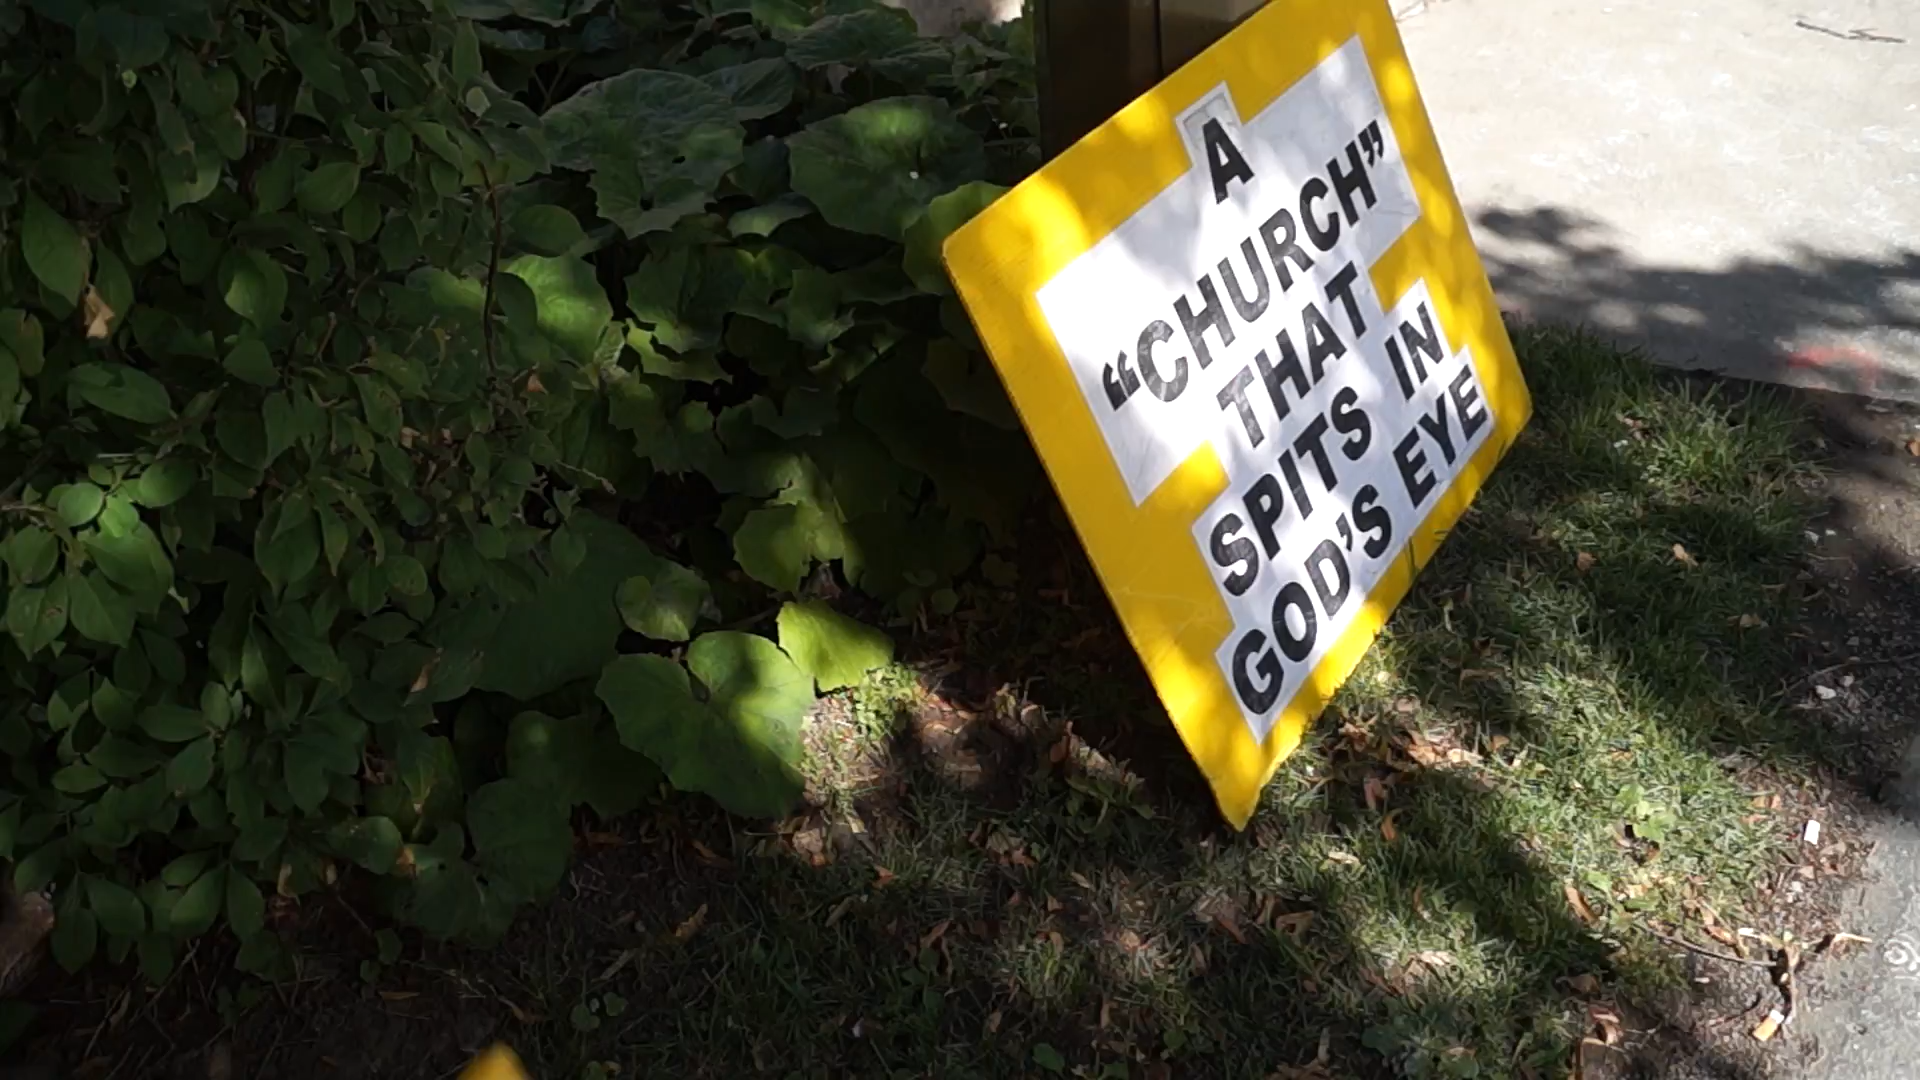 A
“CHURCH”
THAT
SPITS IN
GOD’S EYE